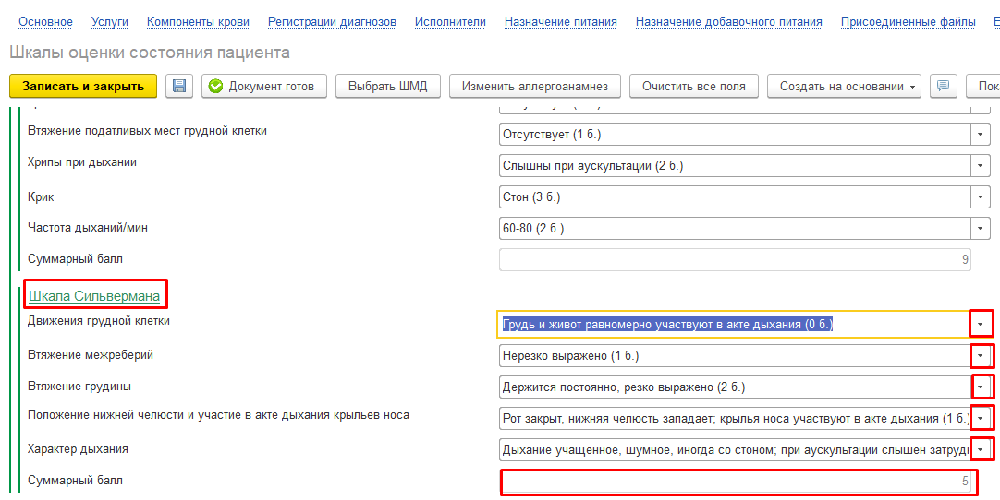 Основное Услуги Компоненты крови Регистрации диагнозов Исполнители Назначение питания Назначение добавочного питания Присоединенные файлы
Шкалы оценки состояния пациента
Записать и закрыть Документ готов Выбрать ШМД Изменить аллергоанамнез Очистить все поля Создать на основании Пока
Втяжение податливых мест грудной клетки Отсутствует (1 б.)
Хрипы при дыхании Слышны при аускультации (2 б.)
Крик Стон (3 б.)
Частота дыханий/мин 60-80 (2 б.)
Суммарный балл 9
Шкала Сильвермана
Движения грудной клетки Грудь и живот равномерно участвуют в акте дыхания (0 б.)
Втяжение межреберий Нерезко выражено (1 б.)
Втяжение грудины Держится постоянно, резко выражено (2 б.)
Положение нижней челюсти и участие в акте дыхания крыльев носа Рот закрыт, нижняя челюсть западает; крылья носа участвуют в акте дыхания (1 б.)
Характер дыхания Дыхание учащенное, шумное, иногда со стоном; при аускультации слышен затруд
Суммарный балл 5